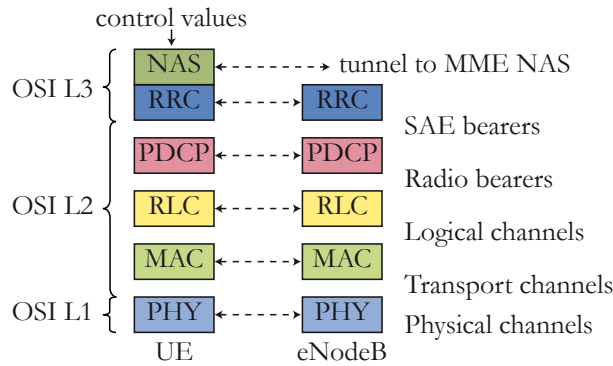 control values
OSI L3
NAS
tunnel to MME NAS
RRC
RRC
SAE bearers
OSI L2
PDCP
PDCP
Radio bearers
RLC
RLC
Logical channels
MAC
MAC
Transport channels
OSI L1
PHY
PHY
Physical channels
UE
eNodeB